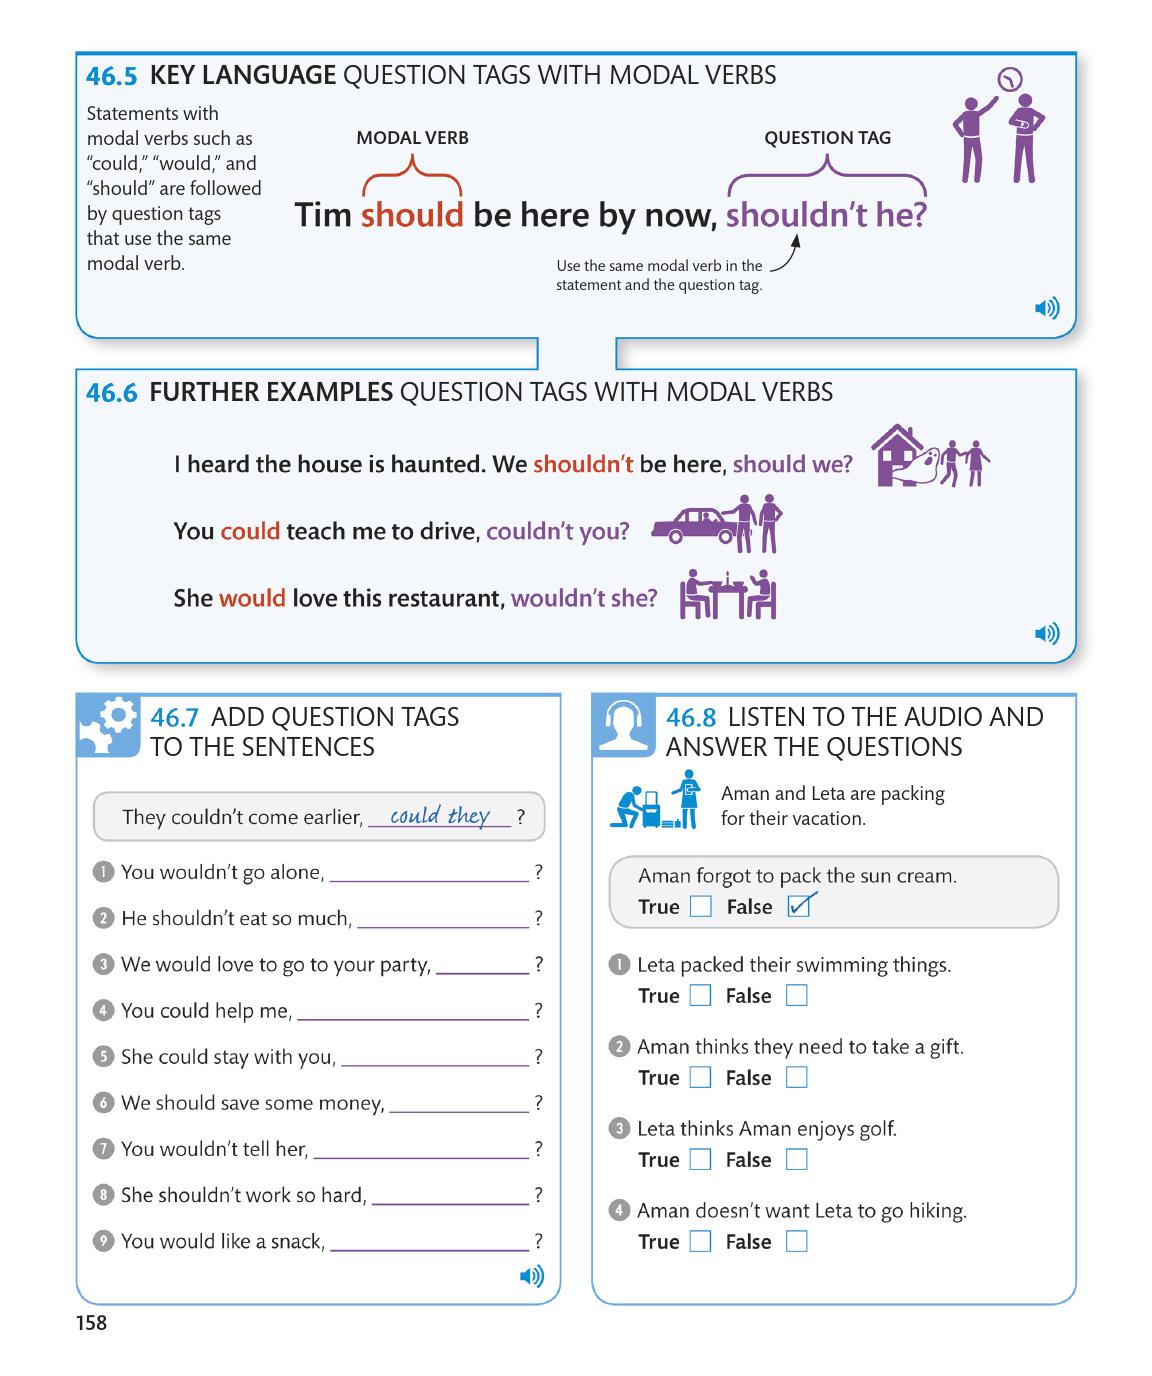 46.5 KEY LANGUAGE QUESTION TAGS WITH MODAL VERBS
Statements with
modal verbs such as
“could,” “would,” and
“should” are followed
by question tags
that use the same
modal verb.
MODAL VERB
QUESTION TAG
Tim should be here by now, shouldn’t he?
Use the same modal verb in the
statement and the question tag.
46.6 FURTHER EXAMPLES QUESTION TAGS WITH MODAL VERBS
I heard the house is haunted. We shouldn’t be here, should we?
You could teach me to drive, couldn’t you?
She would love this restaurant, wouldn’t she?
46.7 ADD QUESTION TAGS
TO THE SENTENCES
They couldn’t come earlier, could they ?
1 You wouldn’t go alone, ?
2 He shouldn’t eat so much, ?
3 We would love to go to your party, ?
4 You could help me, ?
5 She could stay with you, ?
6 We should save some money, ?
7 You wouldn’t tell her, ?
8 She shouldn’t work so hard, ?
9 You would like a snack, ?
46.8 LISTEN TO THE AUDIO AND
ANSWER THE QUESTIONS
Aman and Leta are packing
for their vacation.
Aman forgot to pack the sun cream.
True False
1 Leta packed their swimming things.
True False
2 Aman thinks they need to take a gift.
True False
3 Leta thinks Aman enjoys golf.
True False
4 Aman doesn’t want Leta to go hiking.
True False
158